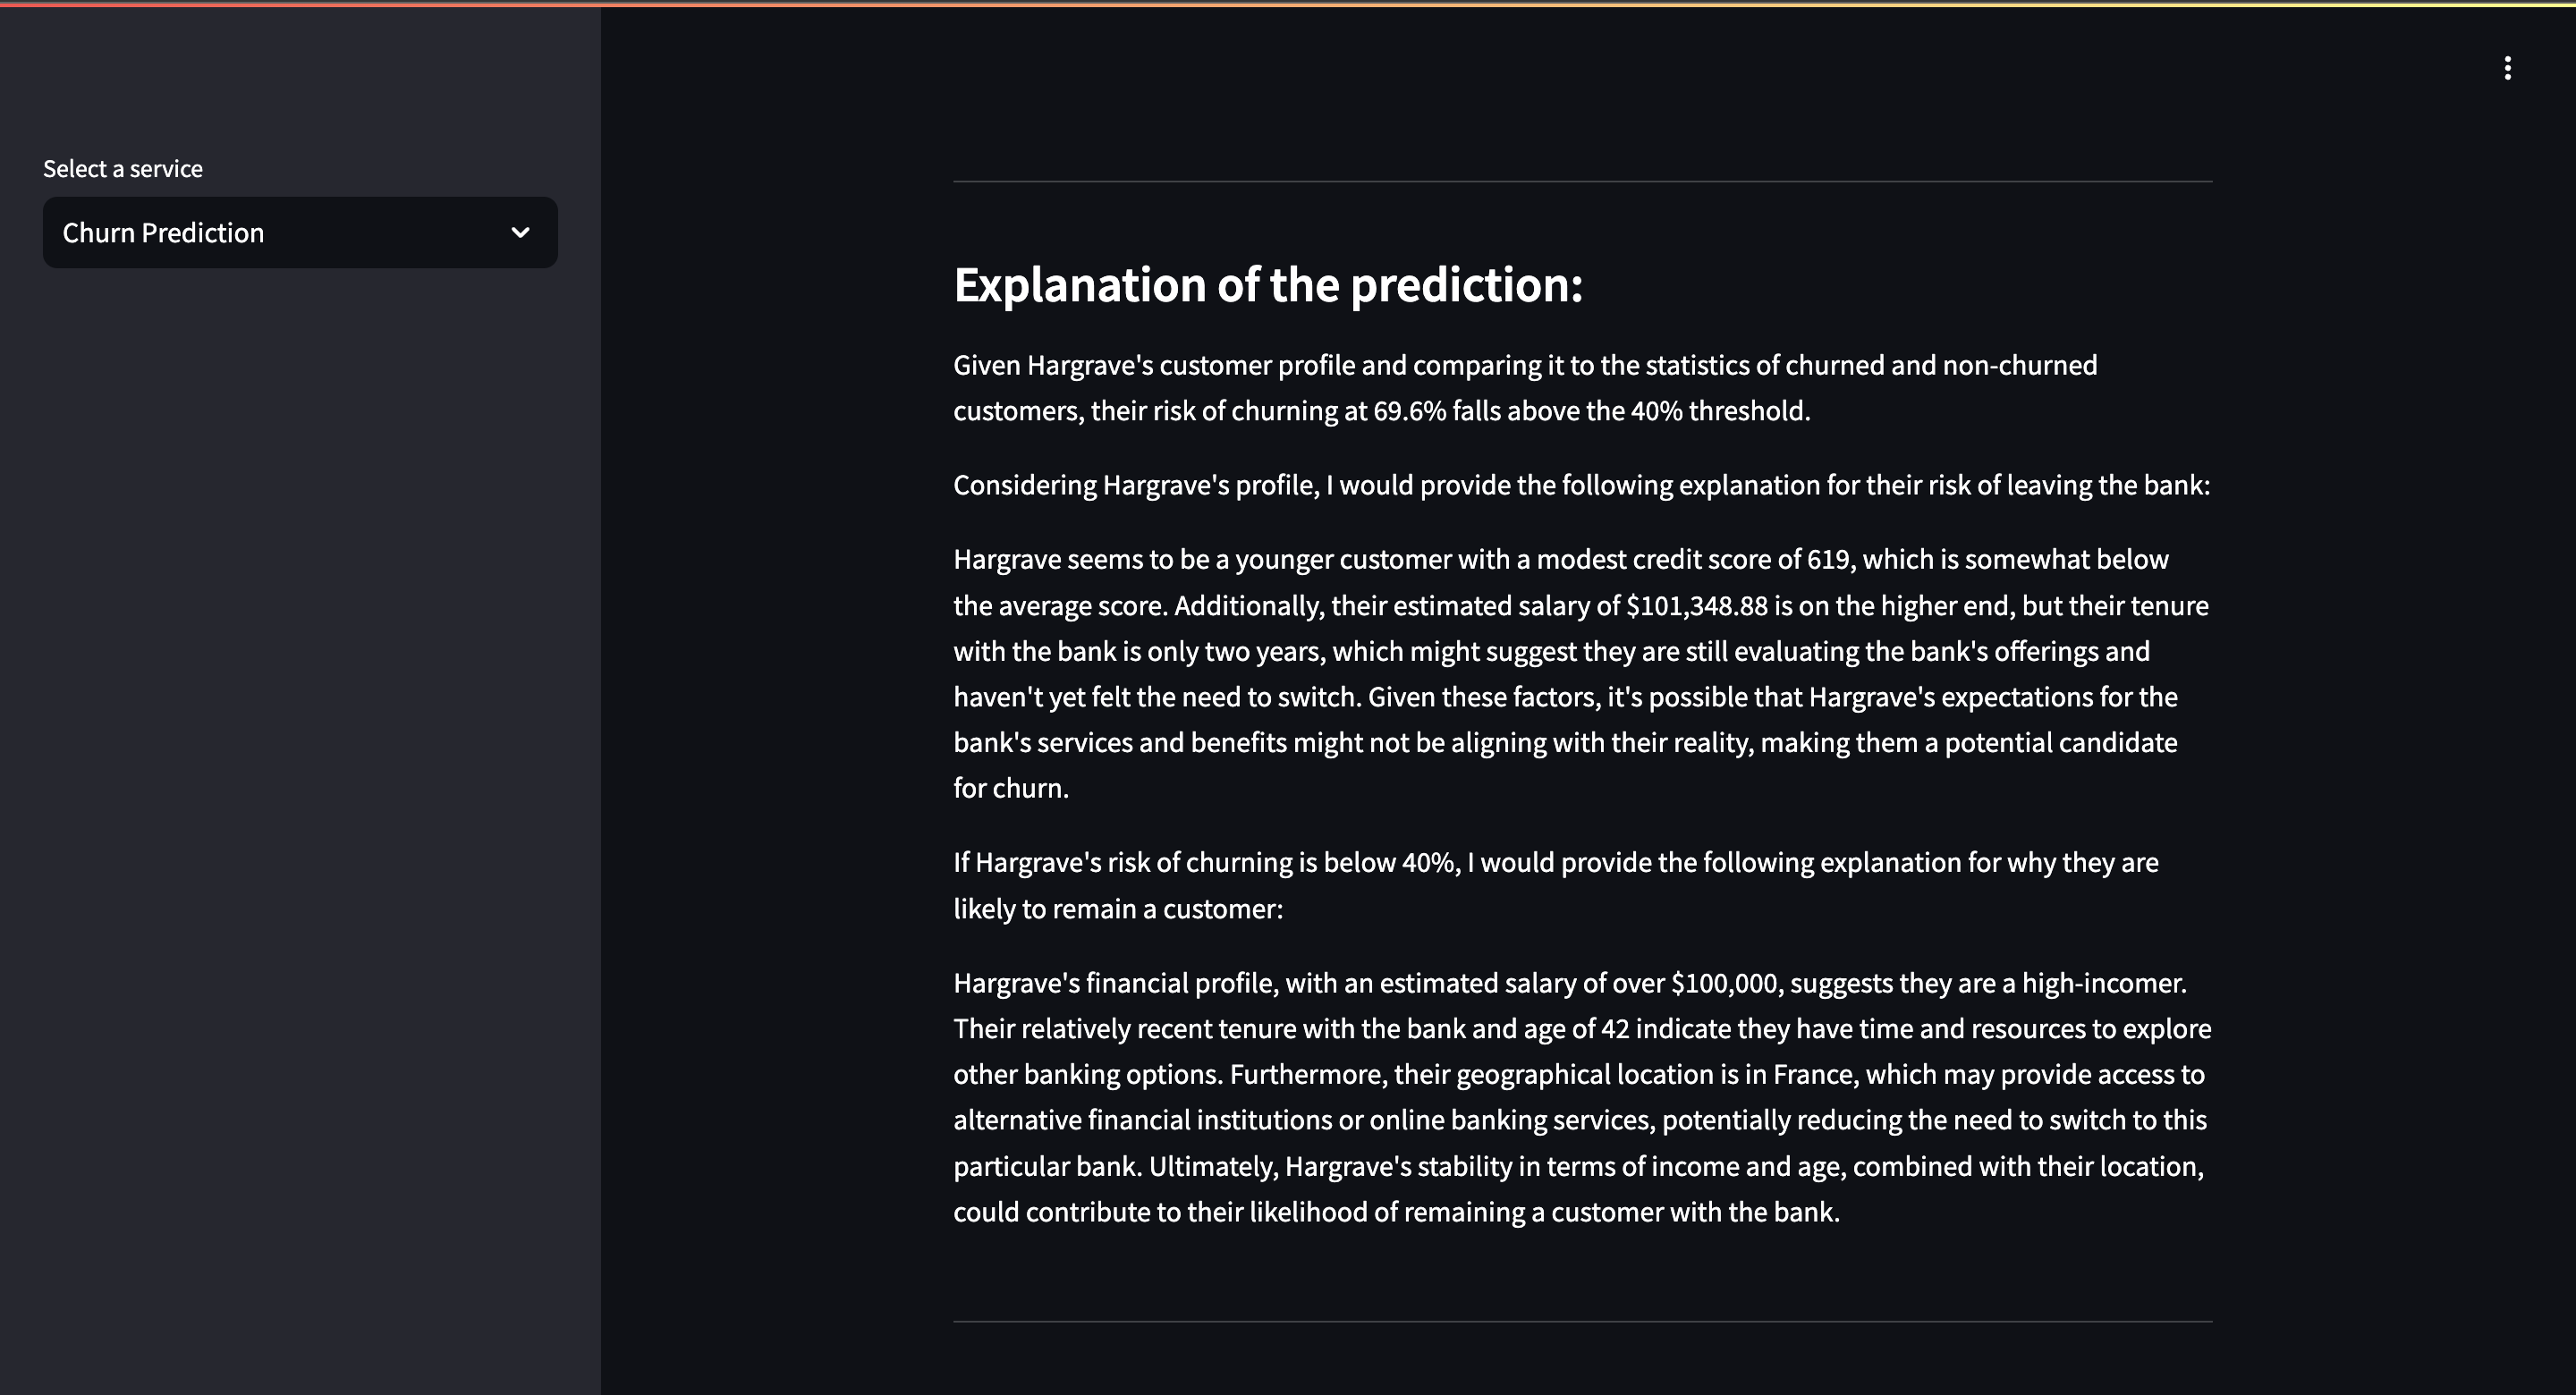 Select a service
Churn Prediction
Explanation of the prediction:
Given Hargrave's customer profile and comparing it to the statistics of churned and non-churned
customers, their risk of churning at 69.6% falls above the 40% threshold.
Considering Hargrave's profile, I would provide the following explanation for their risk of leaving the bank:
Hargrave seems to be a younger customer with a modest credit score of 619, which is somewhat below
the average score. Additionally, their estimated salary of $101,348.88 is on the higher end, but their tenure
with the bank is only two years, which might suggest they are still evaluating the bank's offerings and
haven't yet felt the need to switch. Given these factors, it's possible that Hargrave's expectations for the
bank's services and benefits might not be aligning with their reality, making them a potential candidate
for churn.
If Hargrave's risk of churning is below 40%, I would provide the following explanation for why they are
likely to remain a customer:
Hargrave's financial profile, with an estimated salary of over $100,000, suggests they are a high-incomer.
Their relatively recent tenure with the bank and age of 42 indicate they have time and resources to explore
other banking options. Furthermore, their geographical location is in France, which may provide access to
alternative financial institutions or online banking services, potentially reducing the need to switch to this
particular bank. Ultimately, Hargrave's stability in terms of income and age, combined with their location,
could contribute to their likelihood of remaining a customer with the bank.